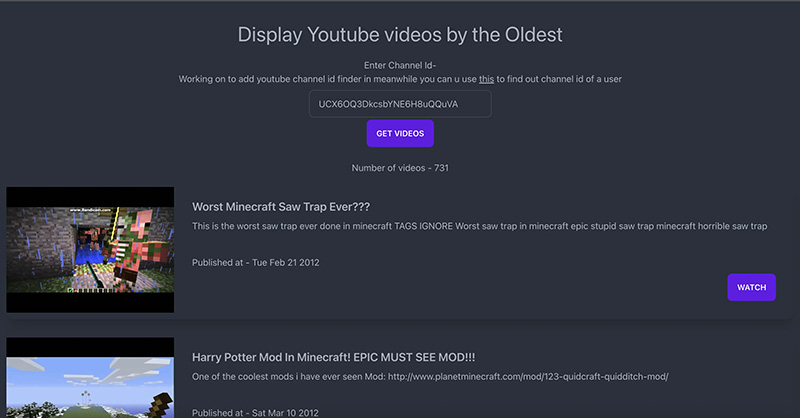 Display Youtube videos by the Oldest
Enter Channel Id-
Working on to add youtube channel id finder in meanwhile you can u use this to find out channel id of a user
UCX6OQ3DkcsbYNE6H8uQQuVA
GET VIDEOS
Number of videos - 731
www.Bandicam.com
Worst Minecraft Saw Trap Ever???
This is the worst saw trap ever done in minecraft TAGS IGNORE Worst saw trap in minecraft epic stupid saw trap minecraft horrible saw trap
Published at - Tue Feb 21 2012
WATCH
Harry Potter Mod In Minecraft! EPIC MUST SEE MOD!!!
One of the coolest mods i have ever seen Mod: http://www.planetminecraft.com/mod/123-quidcraft-quidditch-mod/
Published at - Sat Mar 10 2012